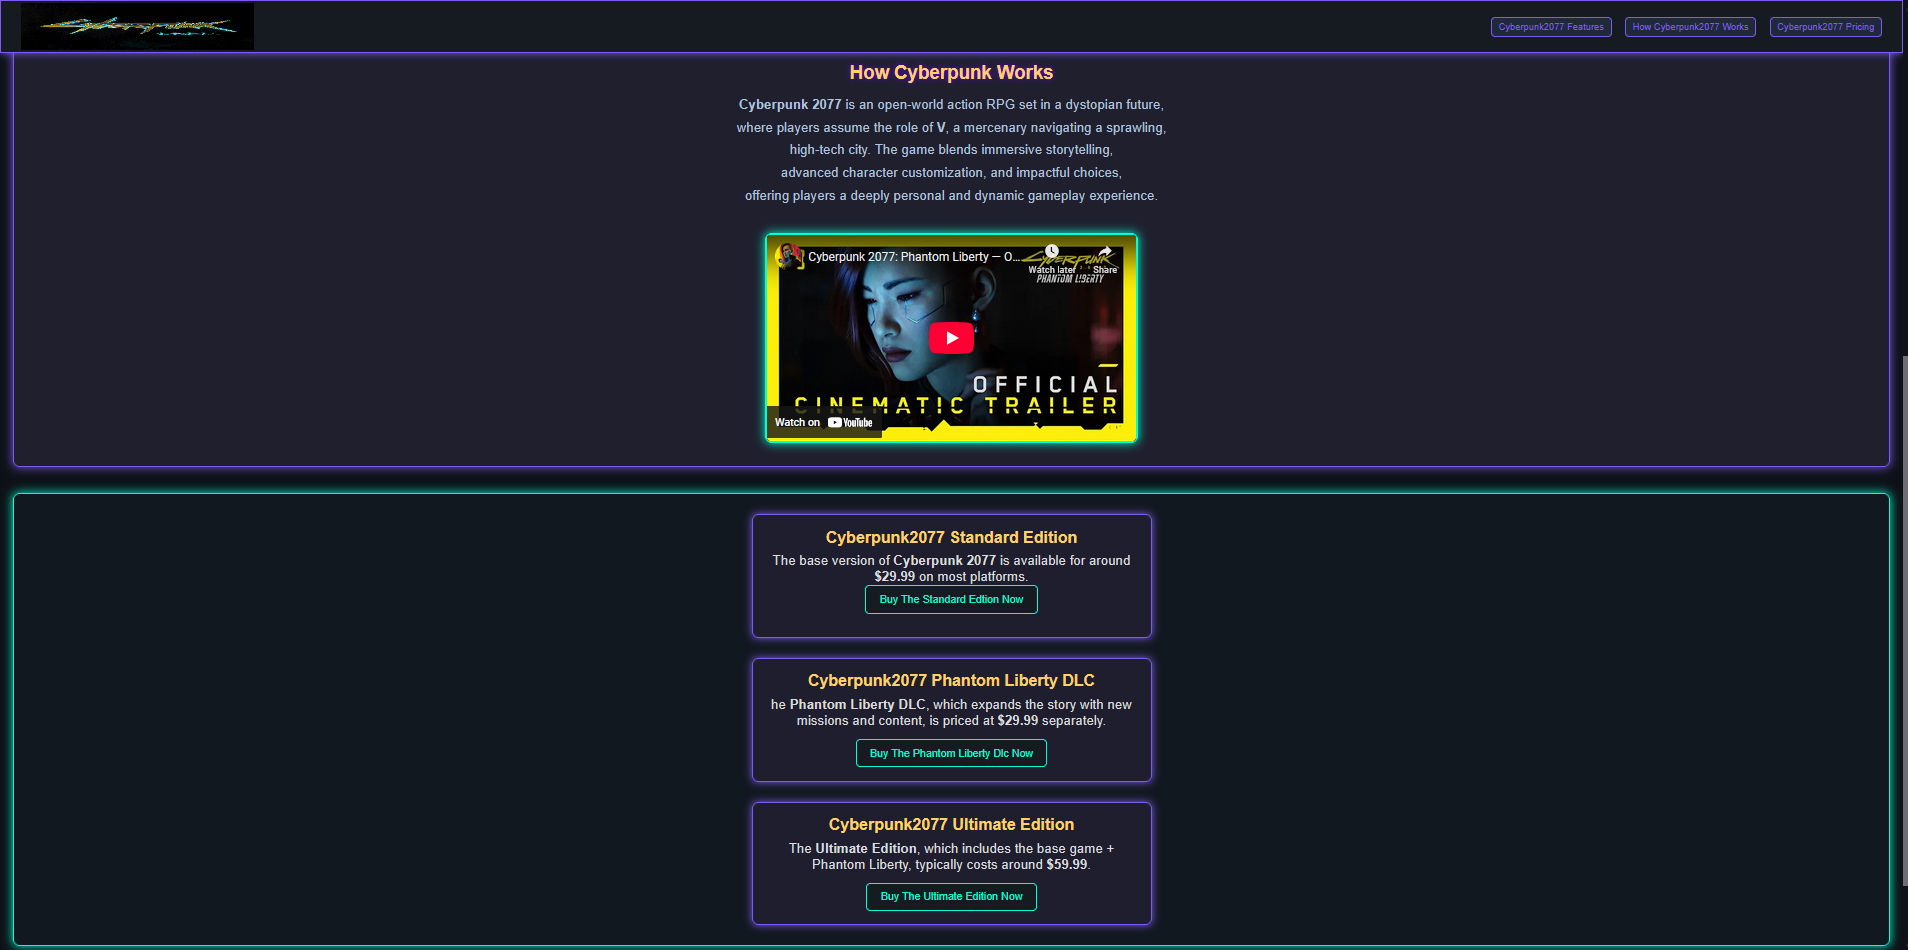 Cyberpunk
Cyberpunk2077 Features
How Cyberpunk2077 Works
Cyberpunk2077 Pricing
How Cyberpunk Works
Cyberpunk 2077 is an open-world action RPG set in a dystopian future,
where players assume the role of V, a mercenary navigating a sprawling,
high-tech city. The game blends immersive storytelling,
advanced character customization, and impactful choices,
offering players a deeply personal and dynamic gameplay experience.
Cyberpunk 2077: Phantom Liberty — O...
Watch later
Share
CYBERPUNK
PHANTOM LIBERTY
OFFICIAL
CINEMATIC TRAILER
Watch on YouTube
Cyberpunk2077 Standard Edition
The base version of Cyberpunk 2077 is available for around
$29.99 on most platforms.
Buy The Standard Edtion Now
Cyberpunk2077 Phantom Liberty DLC
he Phantom Liberty DLC, which expands the story with new
missions and content, is priced at $29.99 separately.
Buy The Phantom Liberty Dlc Now
Cyberpunk2077 Ultimate Edition
The Ultimate Edition, which includes the base game +
Phantom Liberty, typically costs around $59.99.
Buy The Ultimate Edition Now